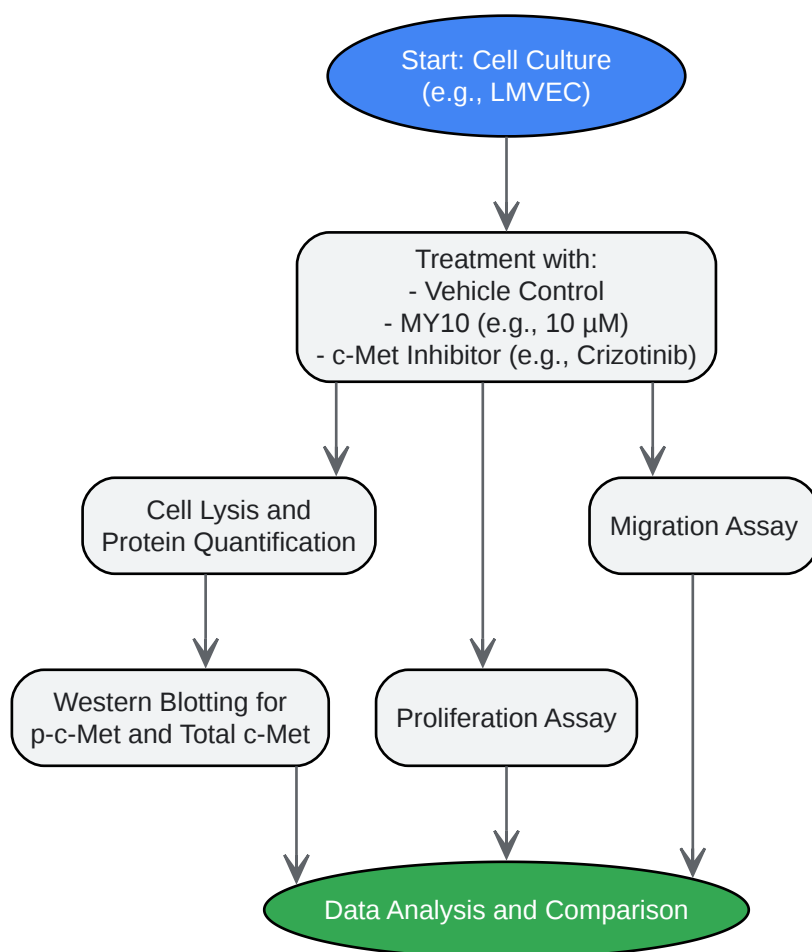 Start: Cell Culture
(e.g., LMVEC)
Treatment with:
- Vehicle Control
- MY10 (e.g., 10 µM)
- c-Met Inhibitor (e.g., Crizotinib)
Cell Lysis and
Protein Quantification
Migration Assay
Western Blotting for
p-c-Met and Total c-Met
Proliferation Assay
Data Analysis and Comparison